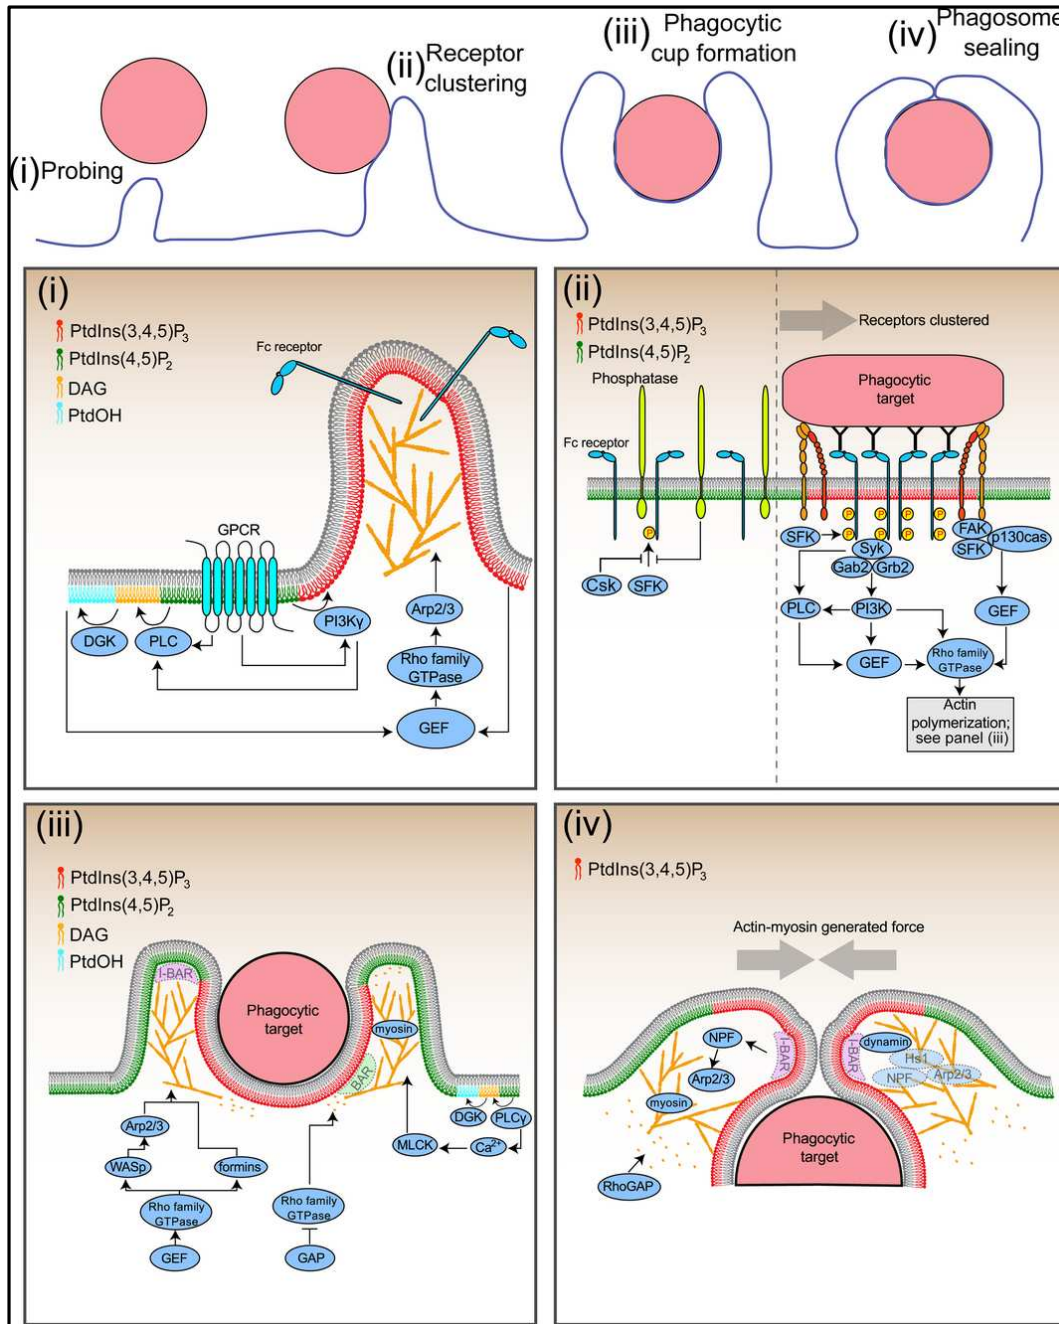 (i) Probing
(ii) Receptor
clustering
(iii) Phagocytic
cup formation
(iv) Phagosome
sealing
(i)
PtdIns(3,4,5)P3
PtdIns(4,5)P2
DAG
PtdOH
Fc receptor
GPCR
DGK
PLC
PI3Kγ
Arp2/3
Rho family
GTPase
GEF
(ii)
PtdIns(3,4,5)P3
PtdIns(4,5)P2
Receptors clustered
Phosphatase
Phagocytic
target
Fc receptor
P
P
P
P
P
P
P
P
P
Csk
SFK
SFK
Syk
Gab2
Grb2
FAK
SFK
p130cas
PLC
PI3K
GEF
GEF
Rho family
GTPase
Actin
polymerization;
see panel (iii)
(iii)
PtdIns(3,4,5)P3
PtdIns(4,5)P2
DAG
PtdOH
I-BAR
Phagocytic
target
myosin
BAR
Arp2/3
WASp
formins
Rho family
GTPase
GEF
Rho family
GTPase
GAP
MLCK
Ca2+
DGK
PLCγ
(iv)
PtdIns(3,4,5)P3
Actin-myosin generated force
NPF
Arp2/3
myosin
I-BAR
I-BAR
dynamin
Hs1
NPF
Arp2/3
RhoGAP
Phagocytic
target